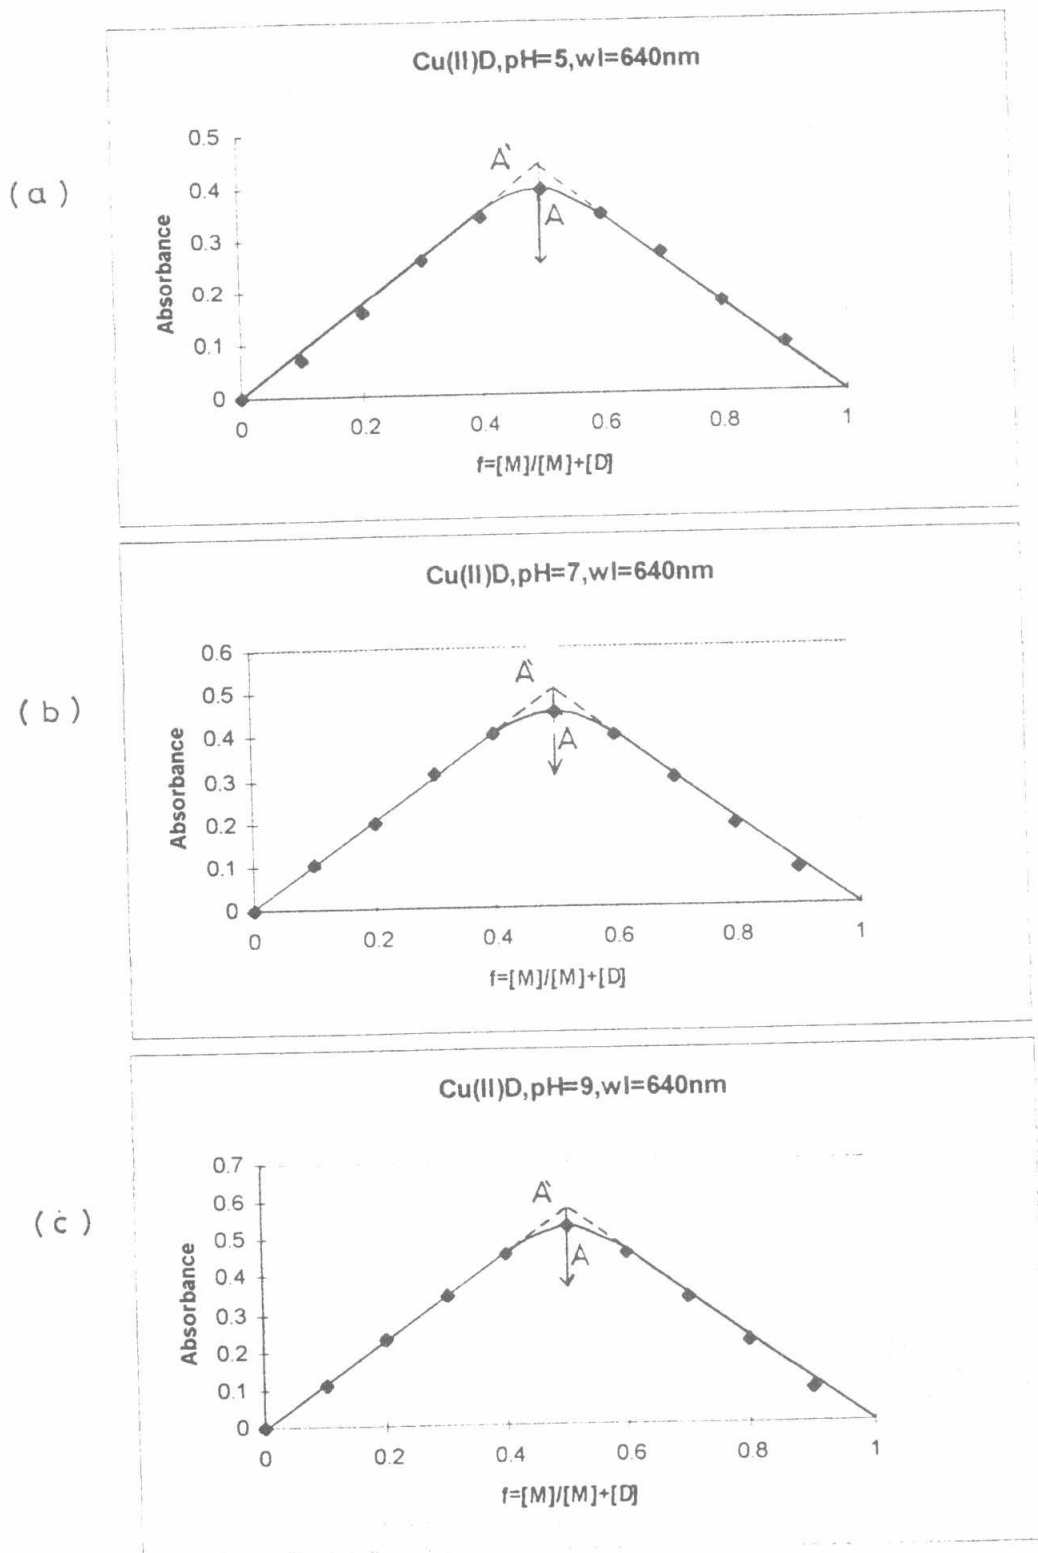 Cu(II)D,pH=5,wl=640nm
(a)
A`
A
Absorbance
0.5
0.4
0.3
0.2
0.1
0
0 0.2 0.4 0.6 0.8 1
f=[M]/[M]+[D]
Cu(II)D,pH=7,wl=640nm
(b)
A`
A
Absorbance
0.6
0.5
0.4
0.3
0.2
0.1
0
0 0.2 0.4 0.6 0.8 1
f=[M]/[M]+[D]
Cu(II)D,pH=9,wl=640nm
(c)
A`
A
Absorbance
0.7
0.6
0.5
0.4
0.3
0.2
0.1
0
0 0.2 0.4 0.6 0.8 1
f=[M]/[M]+[D]